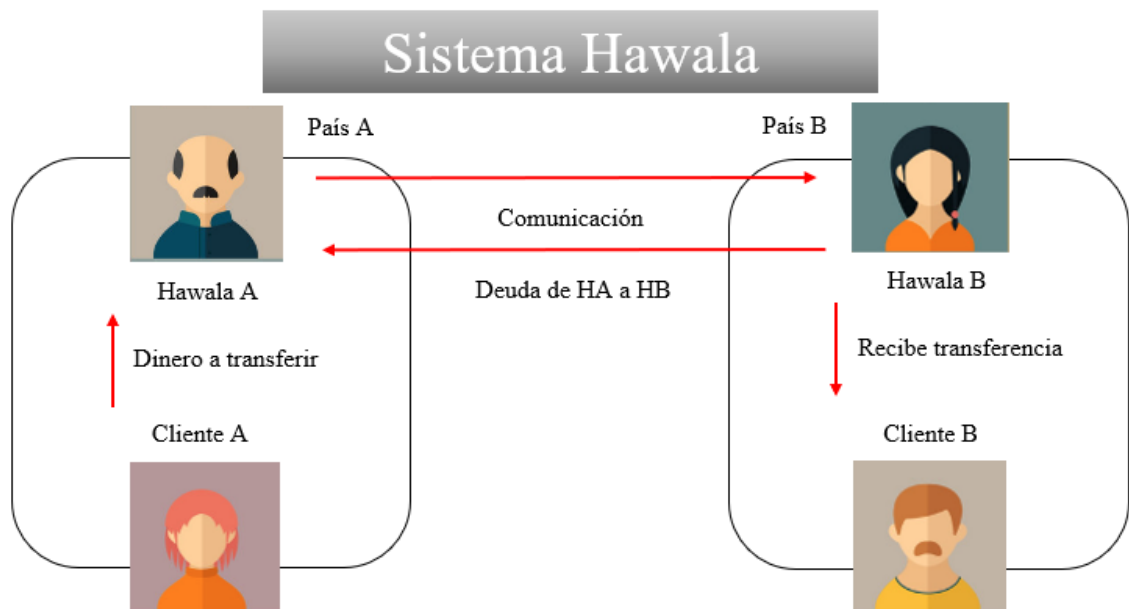 Sistema Hawala
País A
País B
Comunicación
Hawala A
Deuda de HA a HB
Hawala B
Dinero a transferir
Recibe transferencia
Cliente A
Cliente B